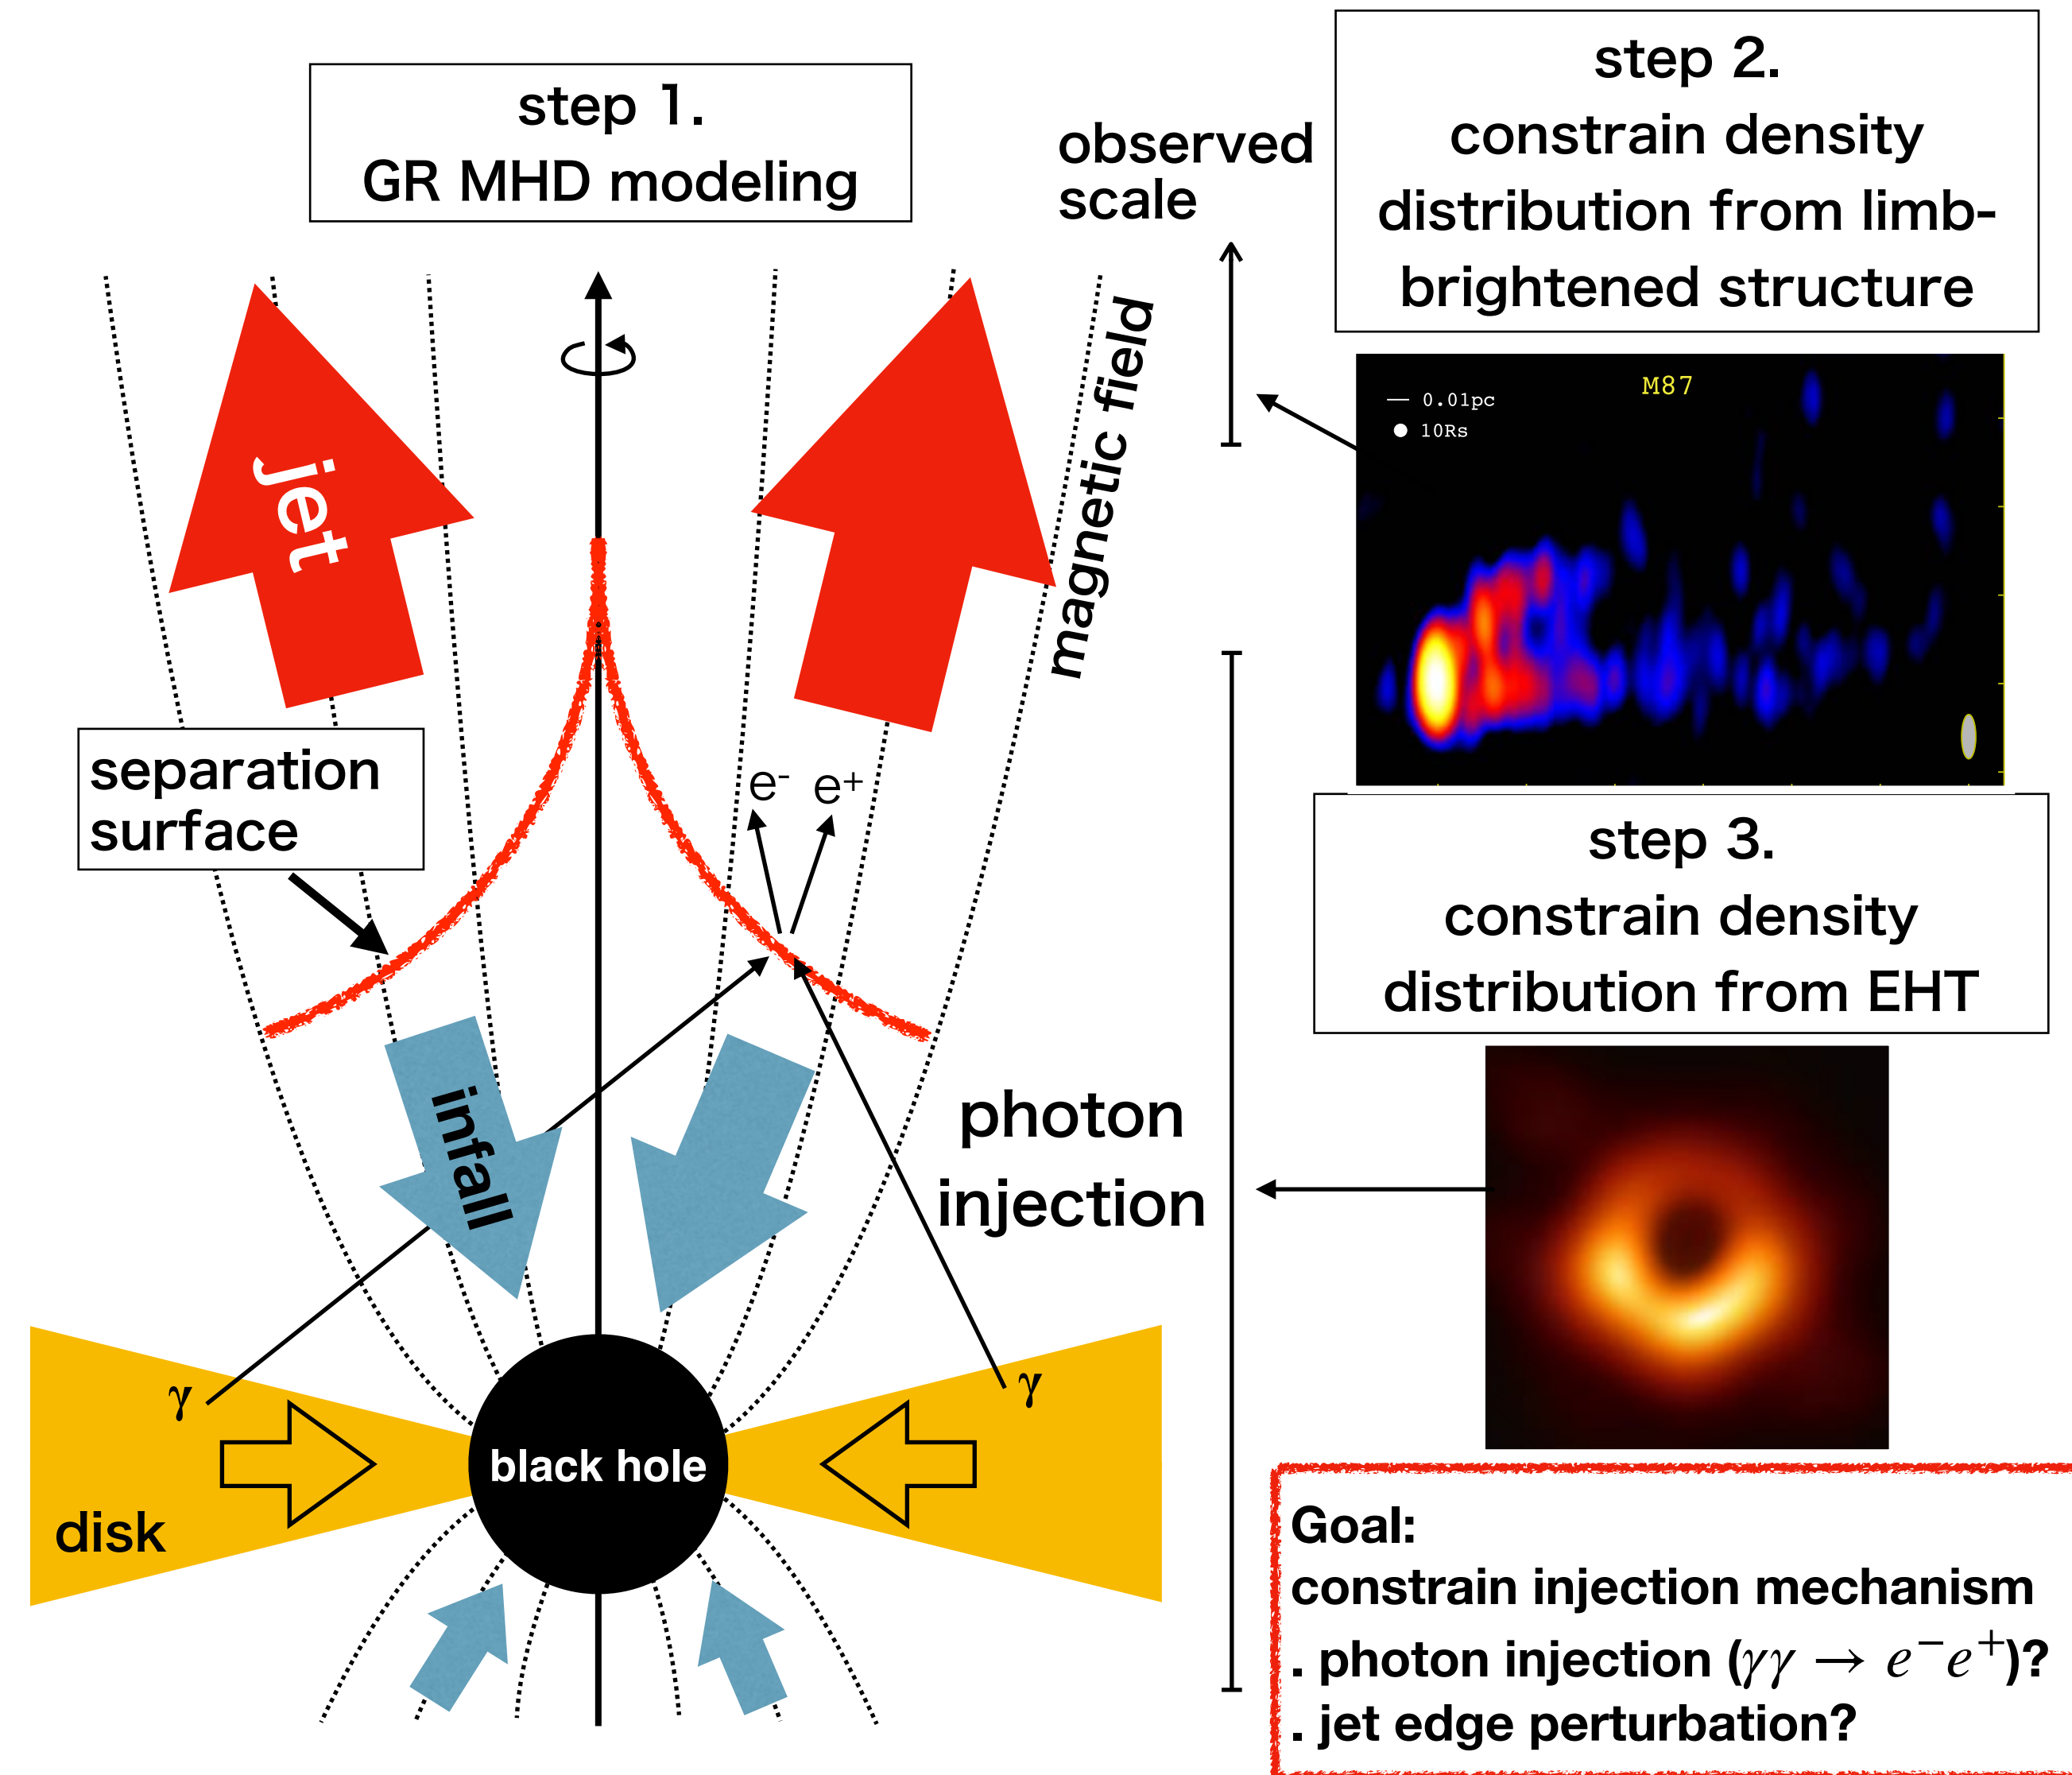 step 1.
GR MHD modeling
observed
scale
step 2.
constrain density
distribution from limb-
brightened structure
jet
magnetic field
M87
0.01pc
10Rs
separation
surface
e⁻ e⁺
step 3.
constrain density
distribution from EHT
infall
photon
injection
γ
γ
black hole
disk
Goal:
constrain injection mechanism
. photon injection (γγ → e⁻e⁺)?
. jet edge perturbation?